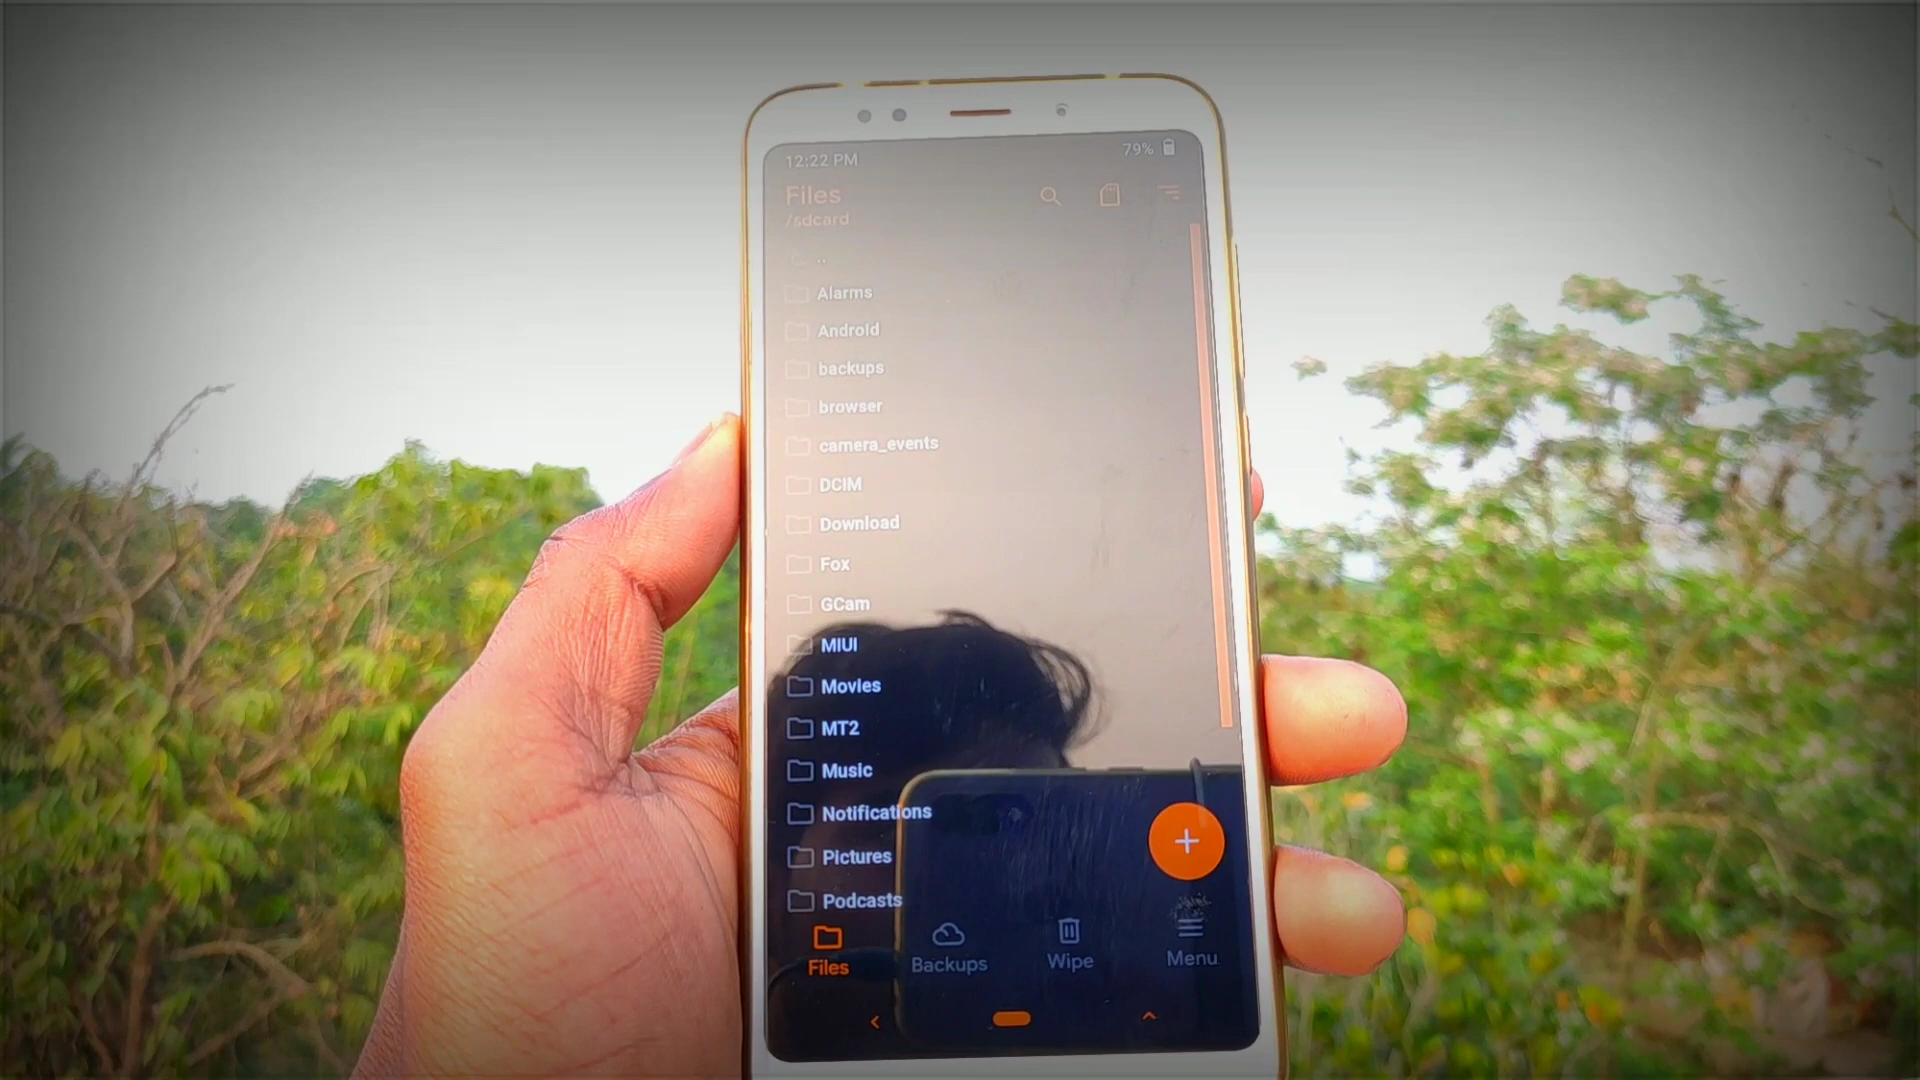 12:22 PM 79%
Files
/sdcard
..
Alarms
Android
backups
browser
camera_events
DCIM
Download
Fox
GCam
MIUI
Movies
MT2
Music
Notifications
Pictures
Podcasts
Files Backups Wipe Menu